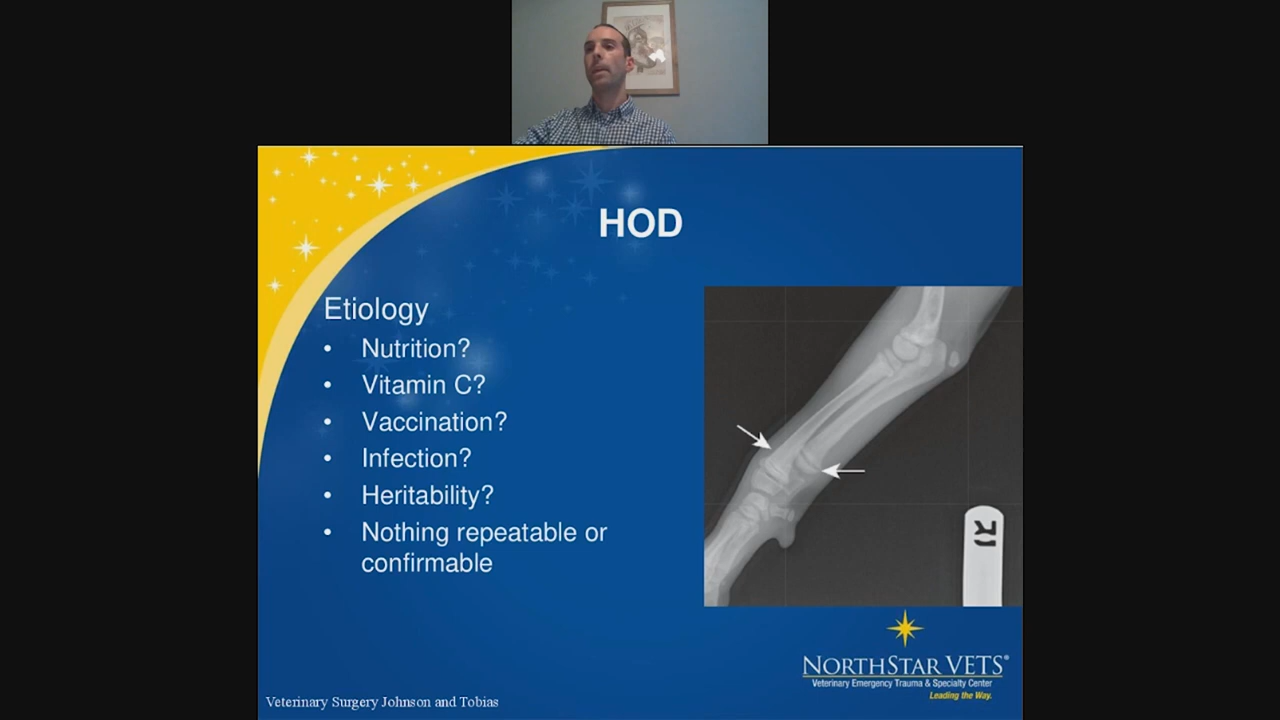 HOD
Etiology
• Nutrition?
• Vitamin C?
• Vaccination?
• Infection?
• Heritability?
• Nothing repeatable or
confirmable
R
NORTHSTAR VETS®
Veterinary Emergency Trauma & Specialty Center
Leading the Way.
Veterinary Surgery Johnson and Tobias